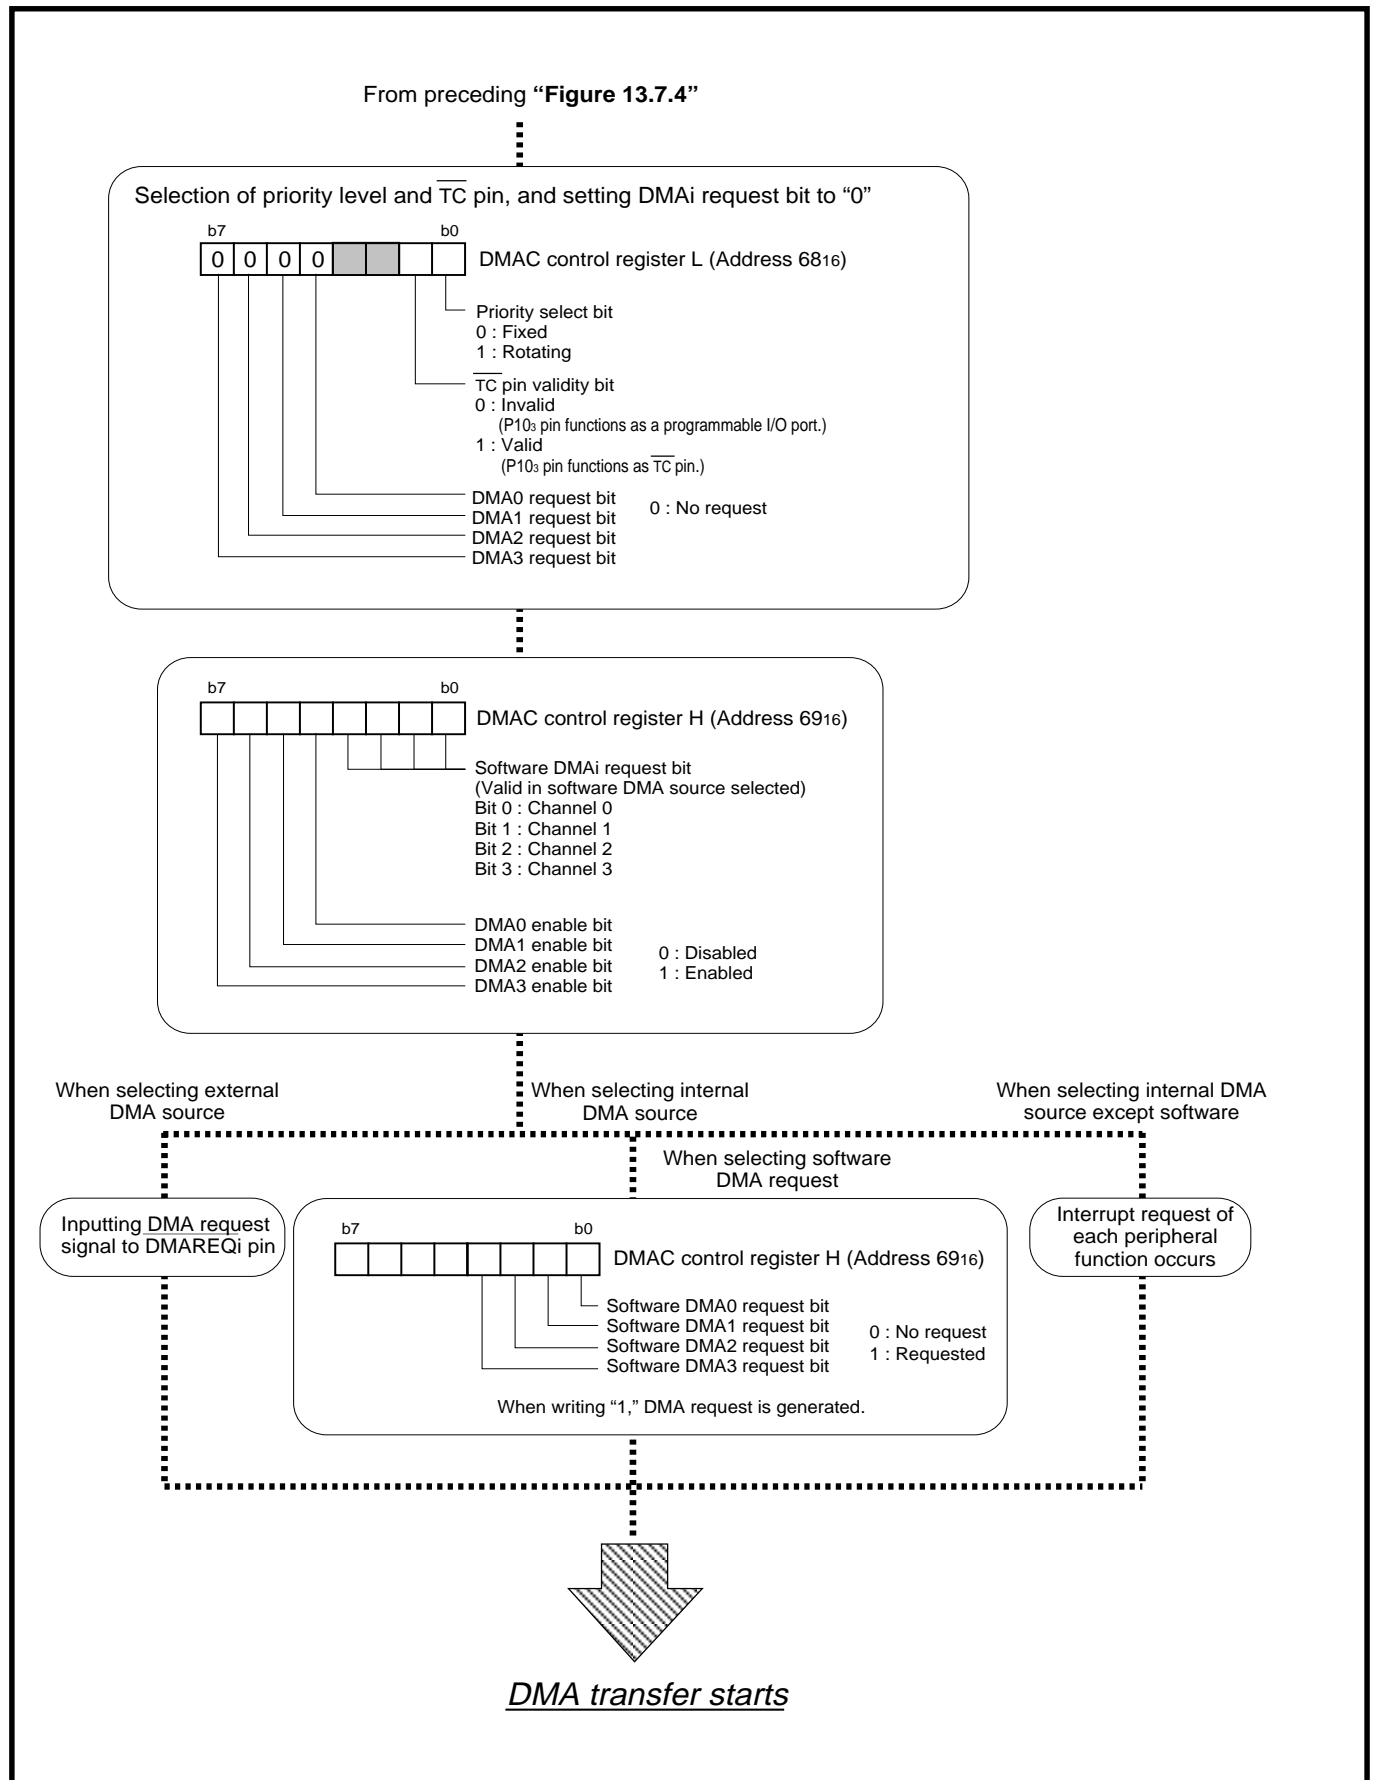 From preceding “Figure 13.7.4”
Selection of priority level and TC pin, and setting DMAi request bit to “0”
b7 b0
0 0 0 0 DMAC control register L (Address 6816)
Priority select bit
0 : Fixed
1 : Rotating
TC pin validity bit
0 : Invalid
(P103 pin functions as a programmable I/O port.)
1 : Valid
(P103 pin functions as TC pin.)
DMA0 request bit
DMA1 request bit
0 : No request
DMA2 request bit
DMA3 request bit
b7 b0
DMAC control register H (Address 6916)
Software DMAi request bit
(Valid in software DMA source selected)
Bit 0 : Channel 0
Bit 1 : Channel 1
Bit 2 : Channel 2
Bit 3 : Channel 3
DMA0 enable bit
DMA1 enable bit
DMA2 enable bit
DMA3 enable bit
0 : Disabled
1 : Enabled
When selecting external
DMA source
When selecting internal
DMA source
When selecting internal DMA
source except software
When selecting software
DMA request
Inputting DMA request
signal to DMAREQi pin
b7 b0
DMAC control register H (Address 6916)
Software DMA0 request bit
Software DMA1 request bit
Software DMA2 request bit
Software DMA3 request bit
0 : No request
1 : Requested
When writing “1,” DMA request is generated.
Interrupt request of
each peripheral
function occurs
DMA transfer starts